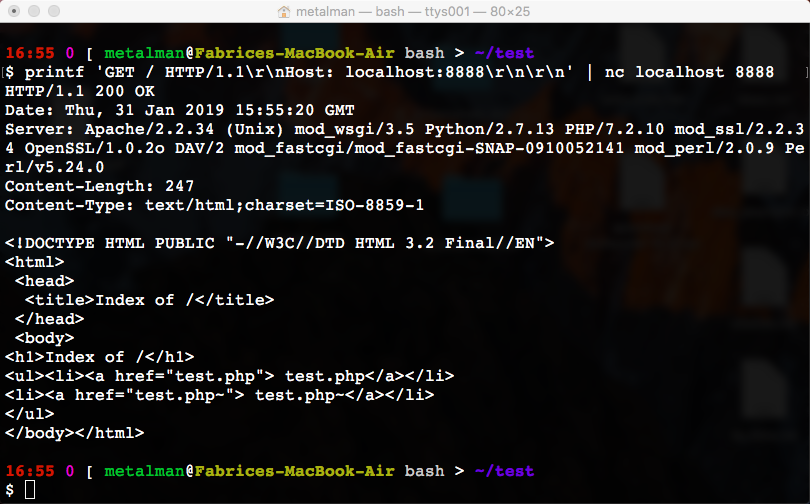 metalman — bash — ttys001 — 80×25
16:55 0 [ metalman@Fabrices-MacBook-Air bash > ~/test
$ printf 'GET / HTTP/1.1\r\nHost: localhost:8888\r\n\r\n' | nc localhost 8888
HTTP/1.1 200 OK
Date: Thu, 31 Jan 2019 15:55:20 GMT
Server: Apache/2.2.34 (Unix) mod_wsgi/3.5 Python/2.7.13 PHP/7.2.10 mod_ssl/2.2.3
4 OpenSSL/1.0.2o DAV/2 mod_fastcgi/mod_fastcgi-SNAP-0910052141 mod_perl/2.0.9 Pe
rl/v5.24.0
Content-Length: 247
Content-Type: text/html;charset=ISO-8859-1
<!DOCTYPE HTML PUBLIC "-//W3C//DTD HTML 3.2 Final//EN">
<html>
 <head>
  <title>Index of /</title>
 </head>
 <body>
<h1>Index of /</h1>
<ul><li><a href="test.php"> test.php</a></li>
<li><a href="test.php~"> test.php~</a></li>
</ul>
</body></html>
16:55 0 [ metalman@Fabrices-MacBook-Air bash > ~/test
$